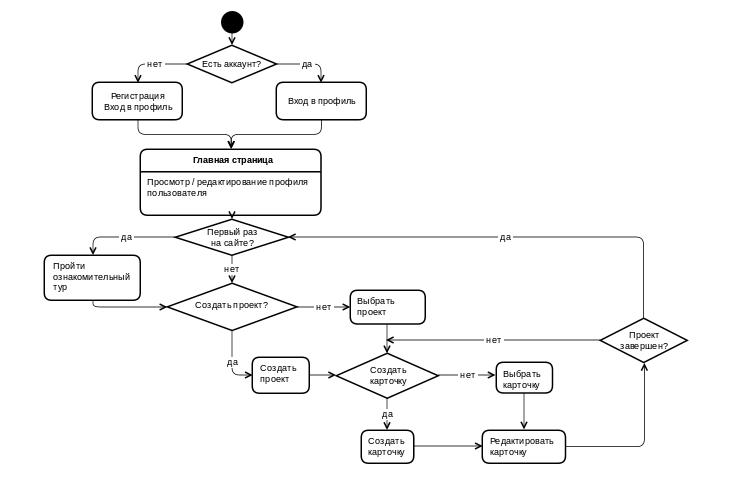 Есть аккаунт?
нет
да
Регистрация
Вход в профиль
Вход в профиль
Главная страница
Просмотр / редактирование профиля
пользователя
Первый раз
на сайте?
да
да
Пройти
ознакомительный
тур
нет
Создать проект?
нет
Выбрать
проект
Проект
завершен?
нет
да
Создать
проект
Создать
карточку
нет
Выбрать
карточку
да
Создать
карточку
Редактировать
карточку